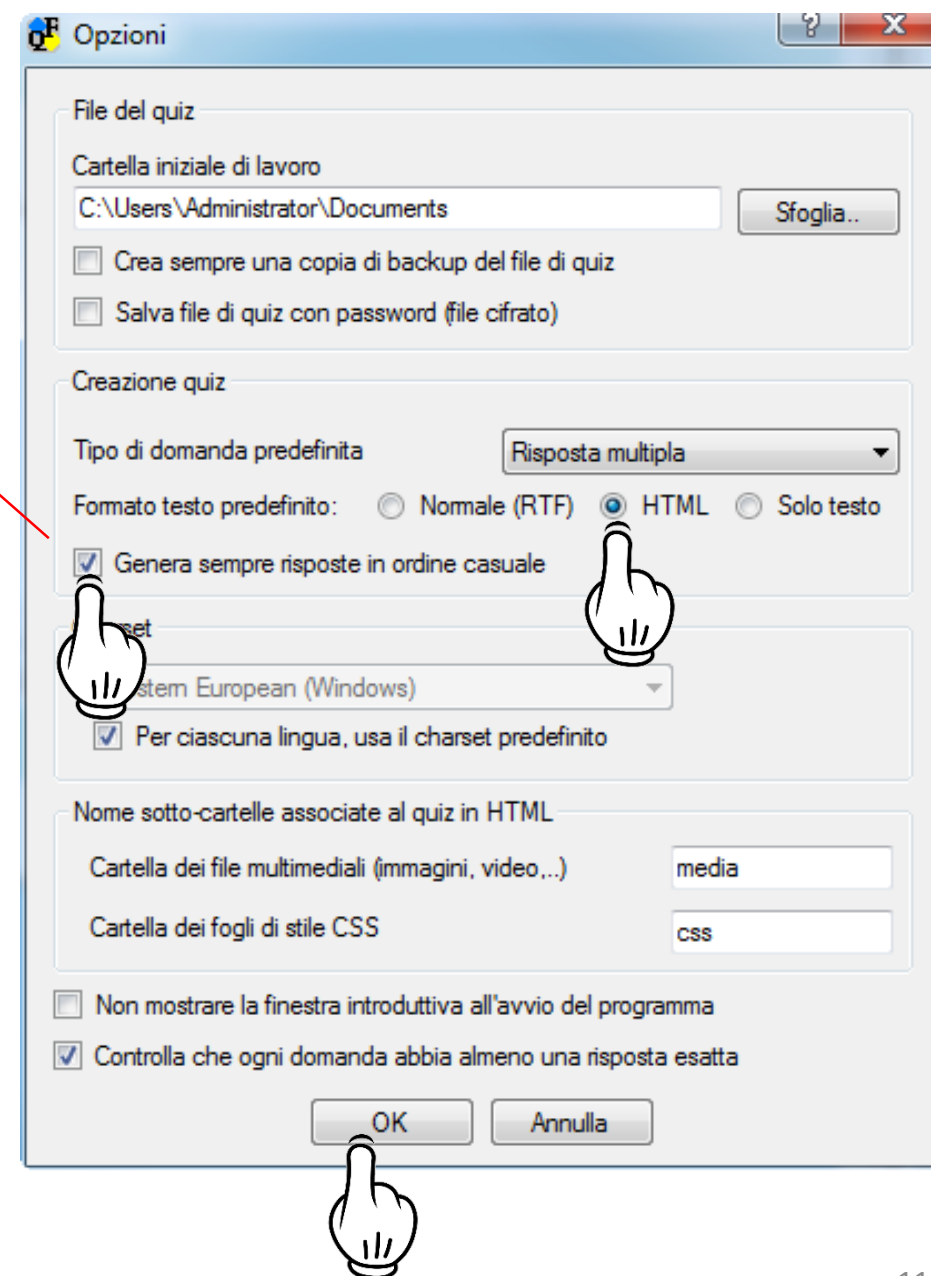 QF Opzioni
File del quiz
Cartella iniziale di lavoro
C:\Users\Administrator\Documents Sfoglia..
Crea sempre una copia di backup del file di quiz
Salva file di quiz con password (file cifrato)
Creazione quiz
Tipo di domanda predefinita Risposta multipla
Formato testo predefinito: Normale (RTF) HTML Solo testo
Genera sempre risposte in ordine casuale
European (Windows)
Per ciascuna lingua, usa il charset predefinito
Nome sotto-cartelle associate al quiz in HTML
Cartella dei file multimediali (immagini, video,..) media
Cartella dei fogli di stile CSS css
Non mostrare la finestra introduttiva all'avvio del programma
Controlla che ogni domanda abbia almeno una risposta esatta
OK Annulla